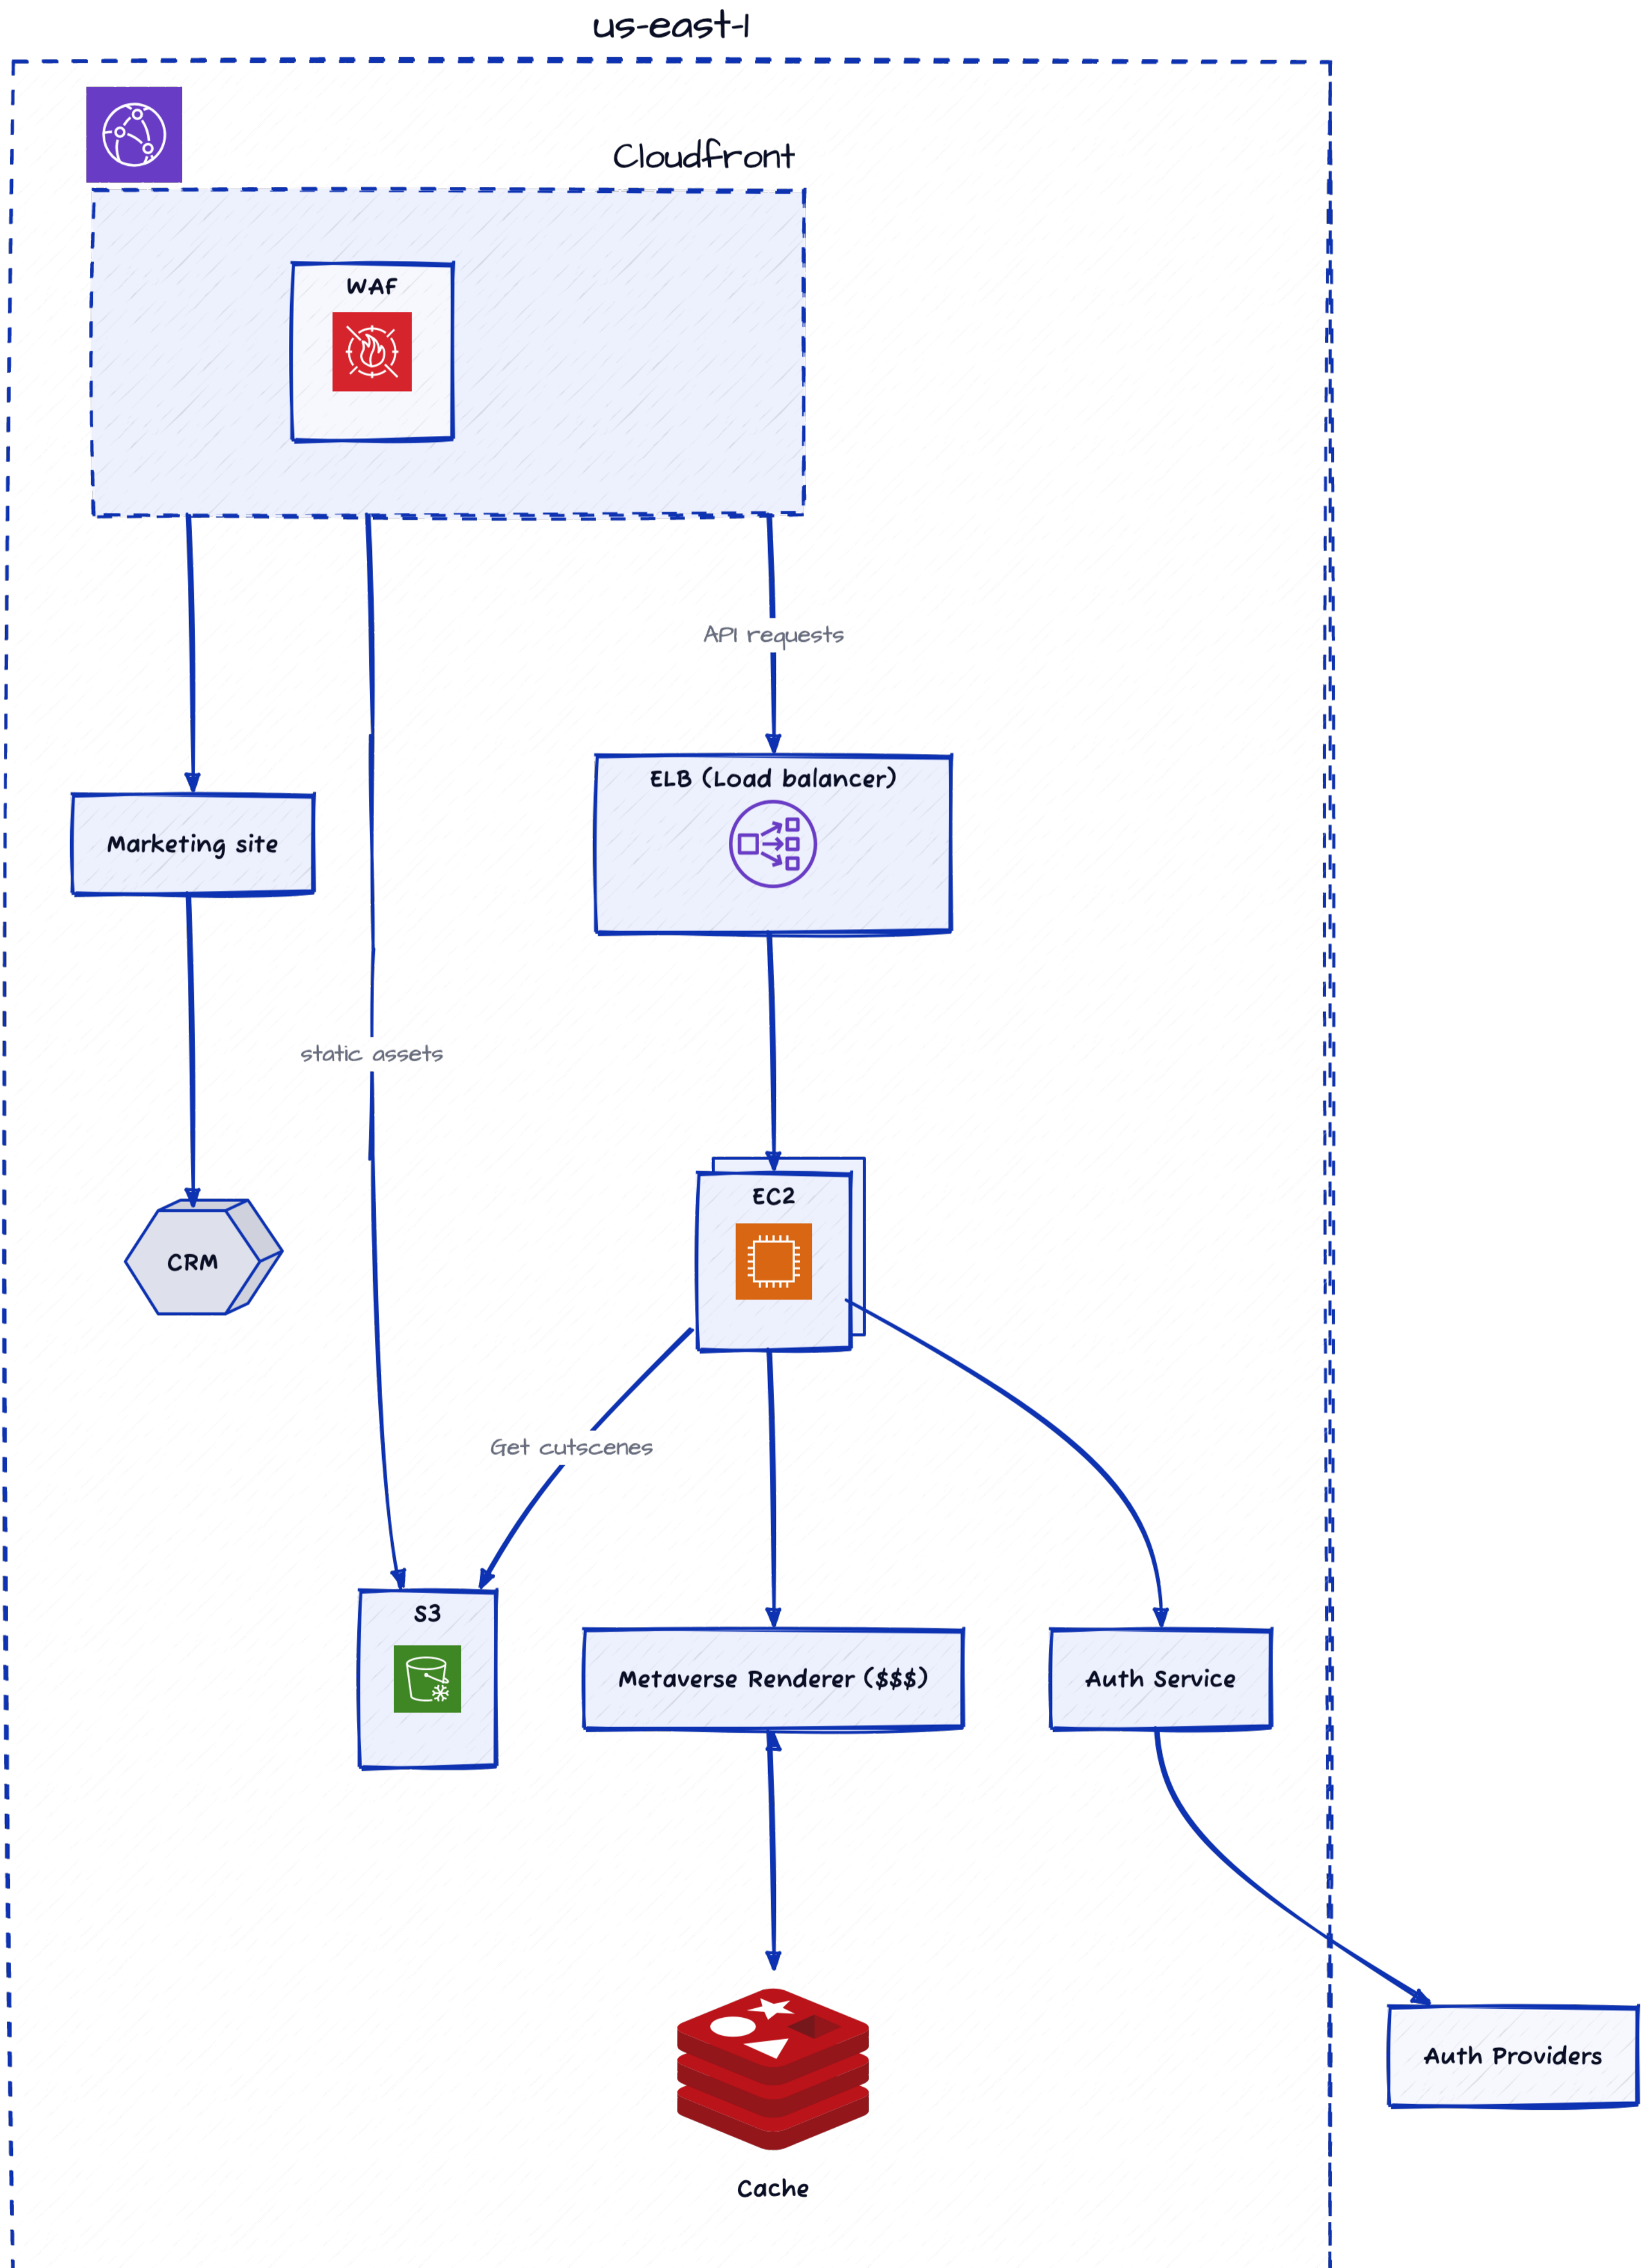 us-east-1
Cloudfront
WAF
API requests
ELB (Load balancer)
Marketing site
static assets
EC2
CRM
Get cutscenes
S3
Metaverse Renderer ($$$)
Auth Service
Auth Providers
Cache